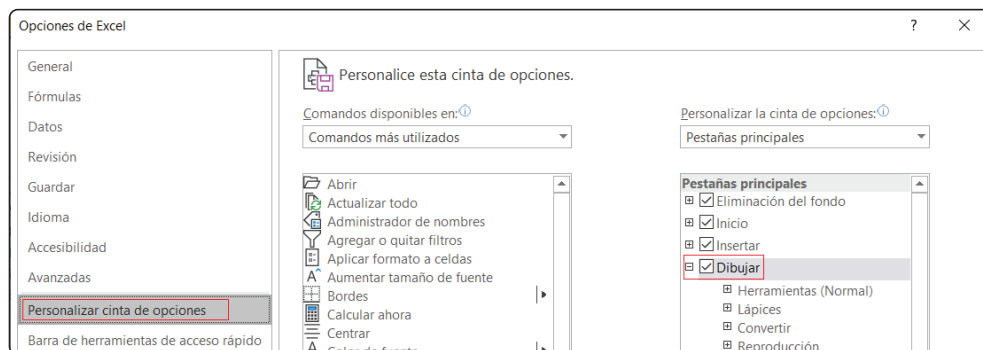 Opciones de Excel
?
General
Fórmulas
Datos
Revisión
Guardar
Idioma
Accesibilidad
Avanzadas
Personalizar cinta de opciones
Barra de herramientas de acceso rápido
Personalice esta cinta de opciones.
Comandos disponibles en:
Comandos más utilizados
Abrir
Actualizar todo
Administrador de nombres
Agregar o quitar filtros
Aplicar formato a celdas
Aumentar tamaño de fuente
Bordes
Calcular ahora
Centrar
Color de fuente
Personalizar la cinta de opciones:
Pestañas principales
Pestañas principales
Eliminación del fondo
Inicio
Insertar
Dibujar
Herramientas (Normal)
Lápices
Convertir
Reproducción